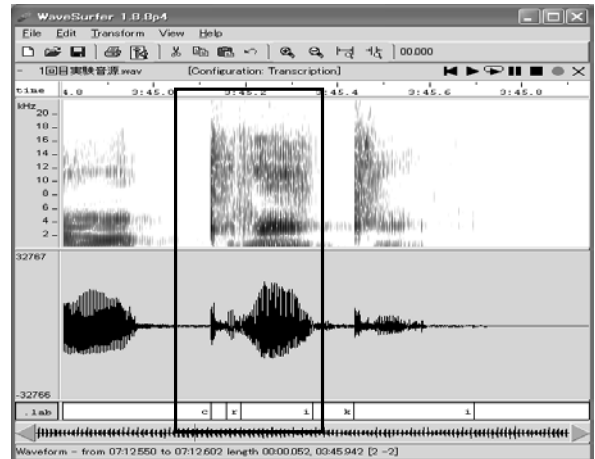 WaveSurfer 1.8.8p4
File Edit Transform View Help
00.000
1回目実験音源.wav [Configuration: Transcription]
time 4.8 3:45.0 3:45.2 3:45.4 3:45.6 3:45.8
kHz
20
18
16
14
12
10
8
6
4
2
32767
-32766
.lab c r i k i
Waveform - from 07:12.550 to 07:12.602 length 00:00.052, 03:45.942 [2 -2]